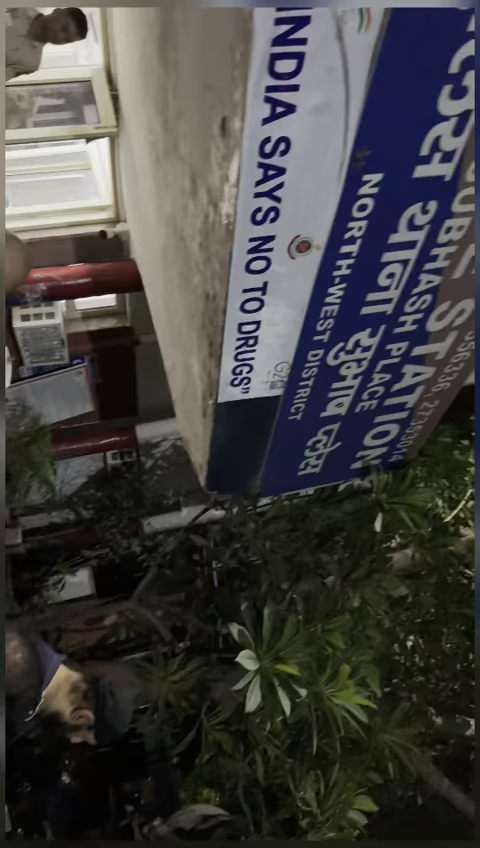 STATION
SUBHASH PLACE
थाना सुभाष प्लेस
NORTH-WEST DISTRICT
INDIA SAYS NO TO DRUGS"